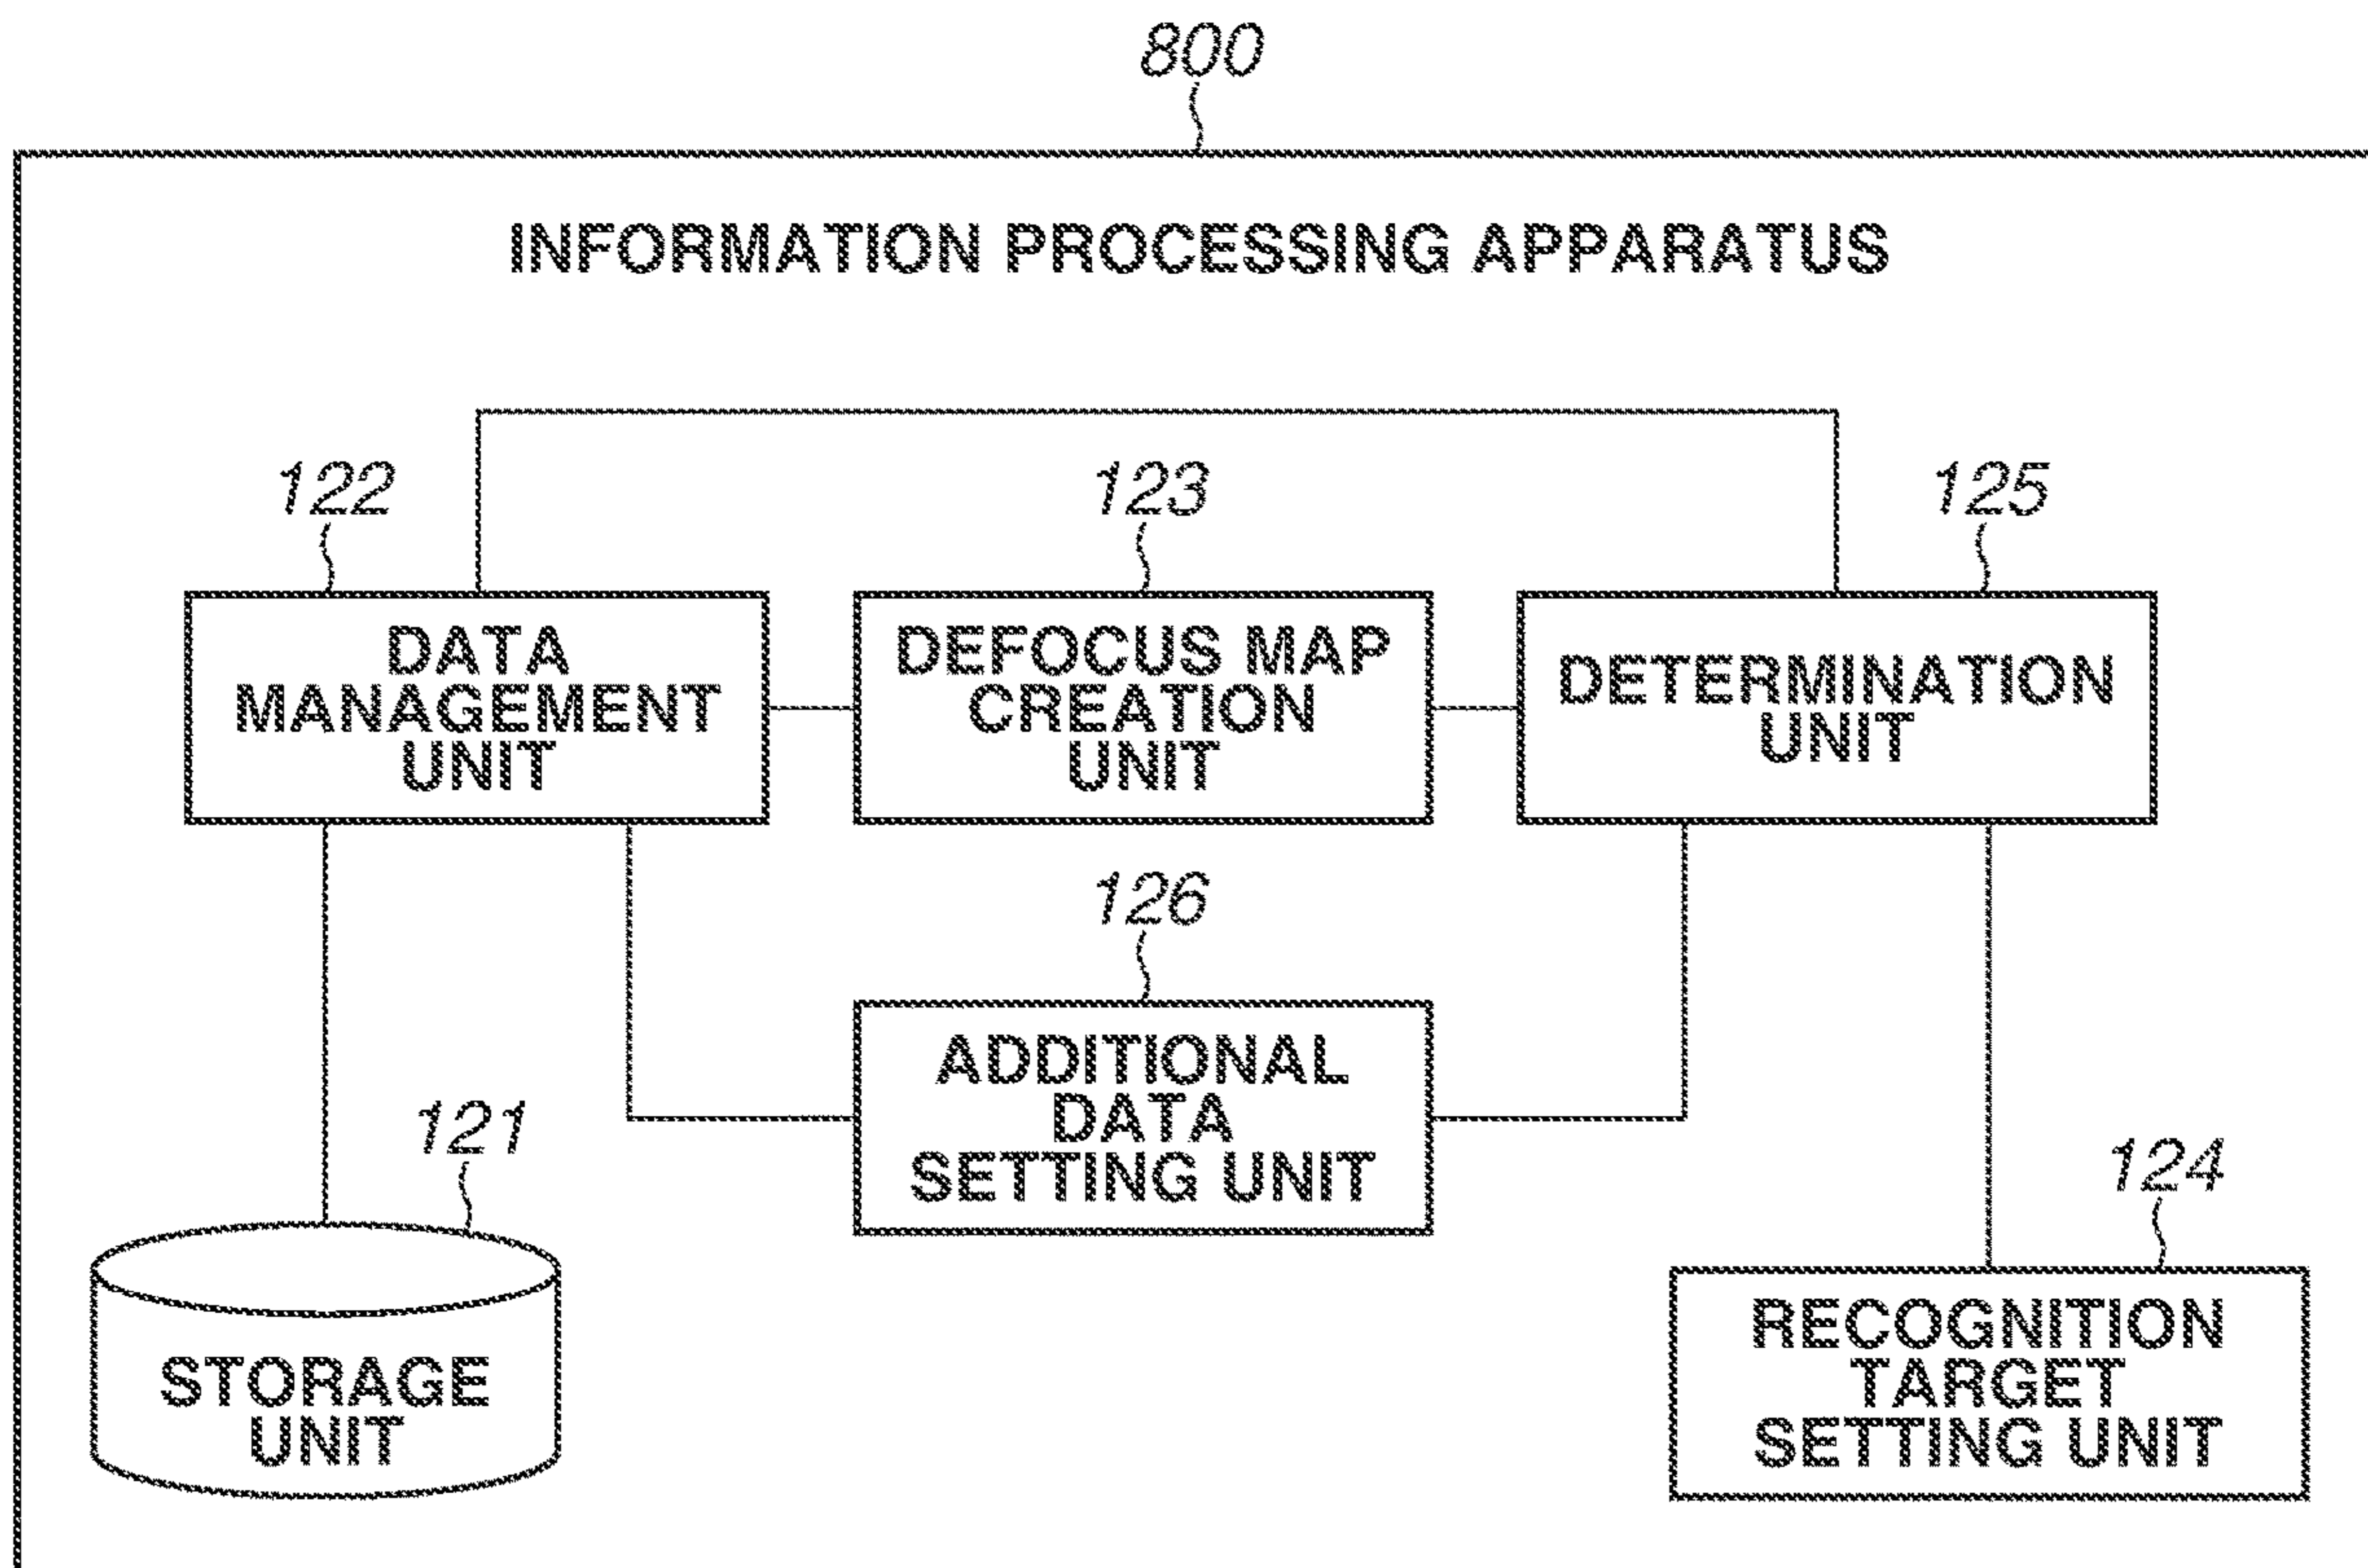 800
INFORMATION PROCESSING APPARATUS
122
123
125
DATA
MANAGEMENT
UNIT
DEFOCUS MAP
CREATION
UNIT
DETERMINATION
UNIT
126
ADDITIONAL
DATA
SETTING UNIT
121
STORAGE
UNIT
124
RECOGNITION
TARGET
SETTING UNIT